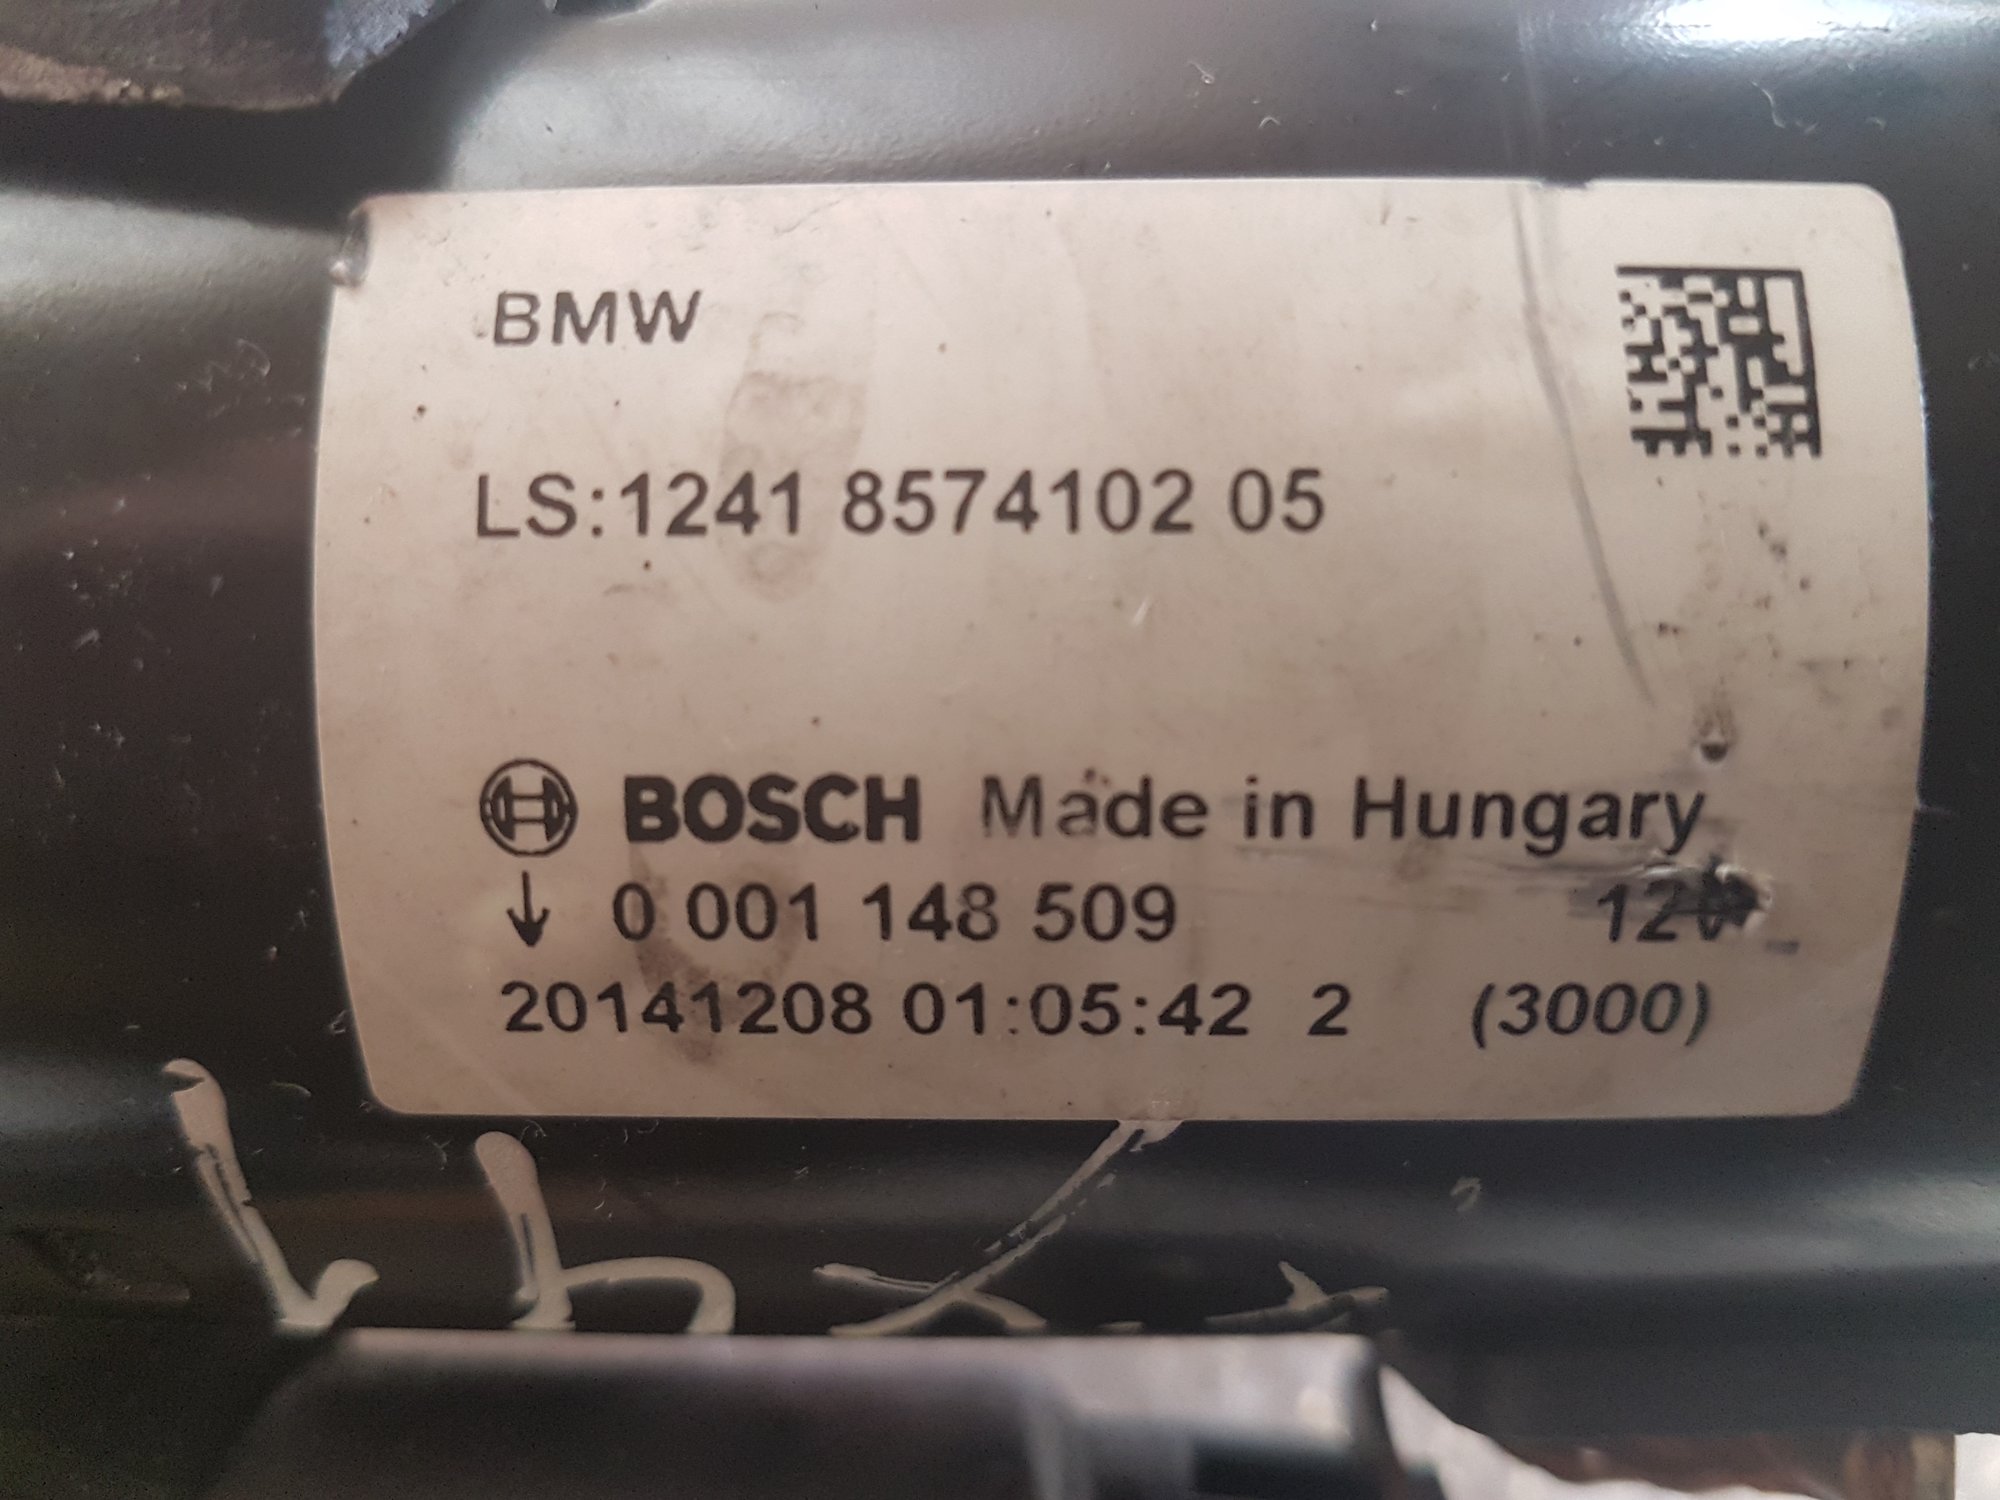 BMW
LS:1241 8574102 05
BOSCH Made in Hungary
↓ 0 001 148 509 12V
20141208 01:05:42 2 (3000)